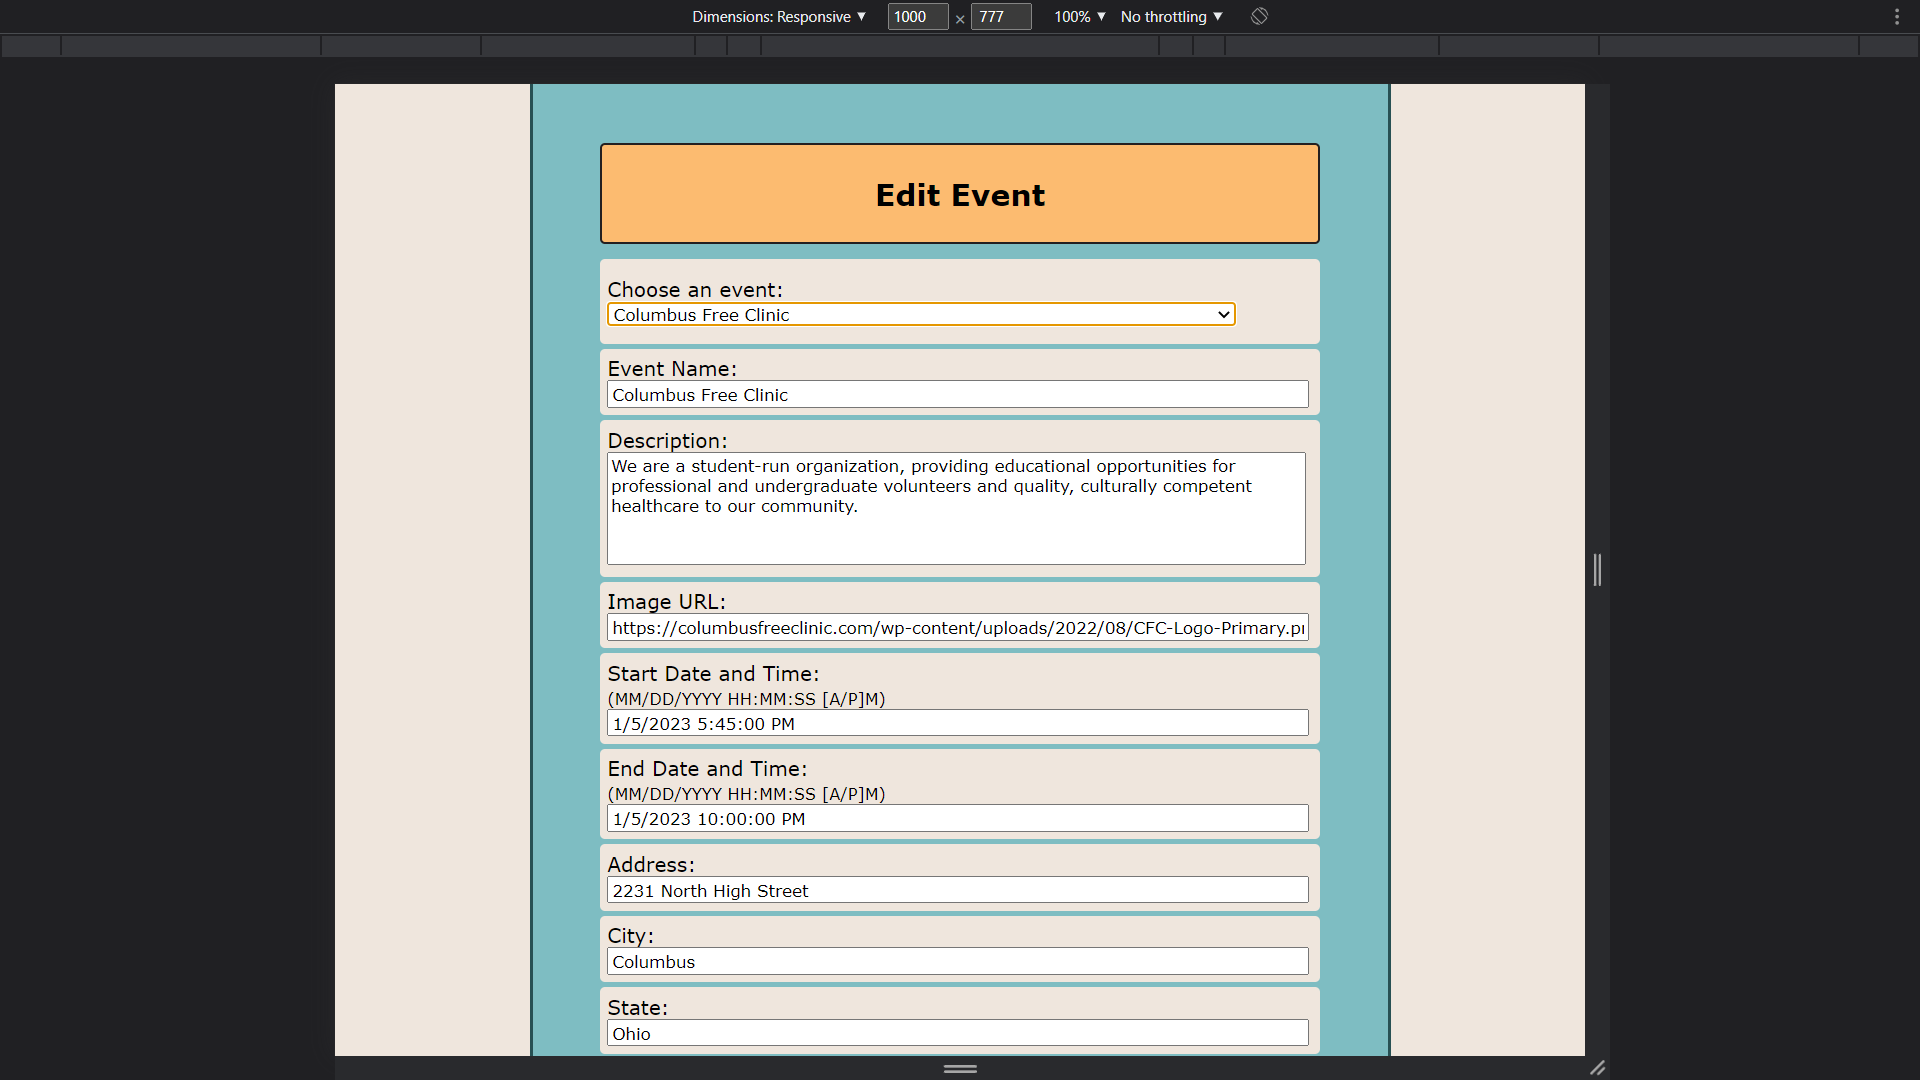 Dimensions: Responsive ▼ 1000 × 777 100% ▼ No throttling ▼
Edit Event
Choose an event:
Columbus Free Clinic
Event Name:
Columbus Free Clinic
Description:
We are a student-run organization, providing educational opportunities for
professional and undergraduate volunteers and quality, culturally competent
healthcare to our community.
Image URL:
https://columbusfreeclinic.com/wp-content/uploads/2022/08/CFC-Logo-Primary.p
Start Date and Time:
(MM/DD/YYYY HH:MM:SS [A/P]M)
1/5/2023 5:45:00 PM
End Date and Time:
(MM/DD/YYYY HH:MM:SS [A/P]M)
1/5/2023 10:00:00 PM
Address:
2231 North High Street
City:
Columbus
State:
Ohio